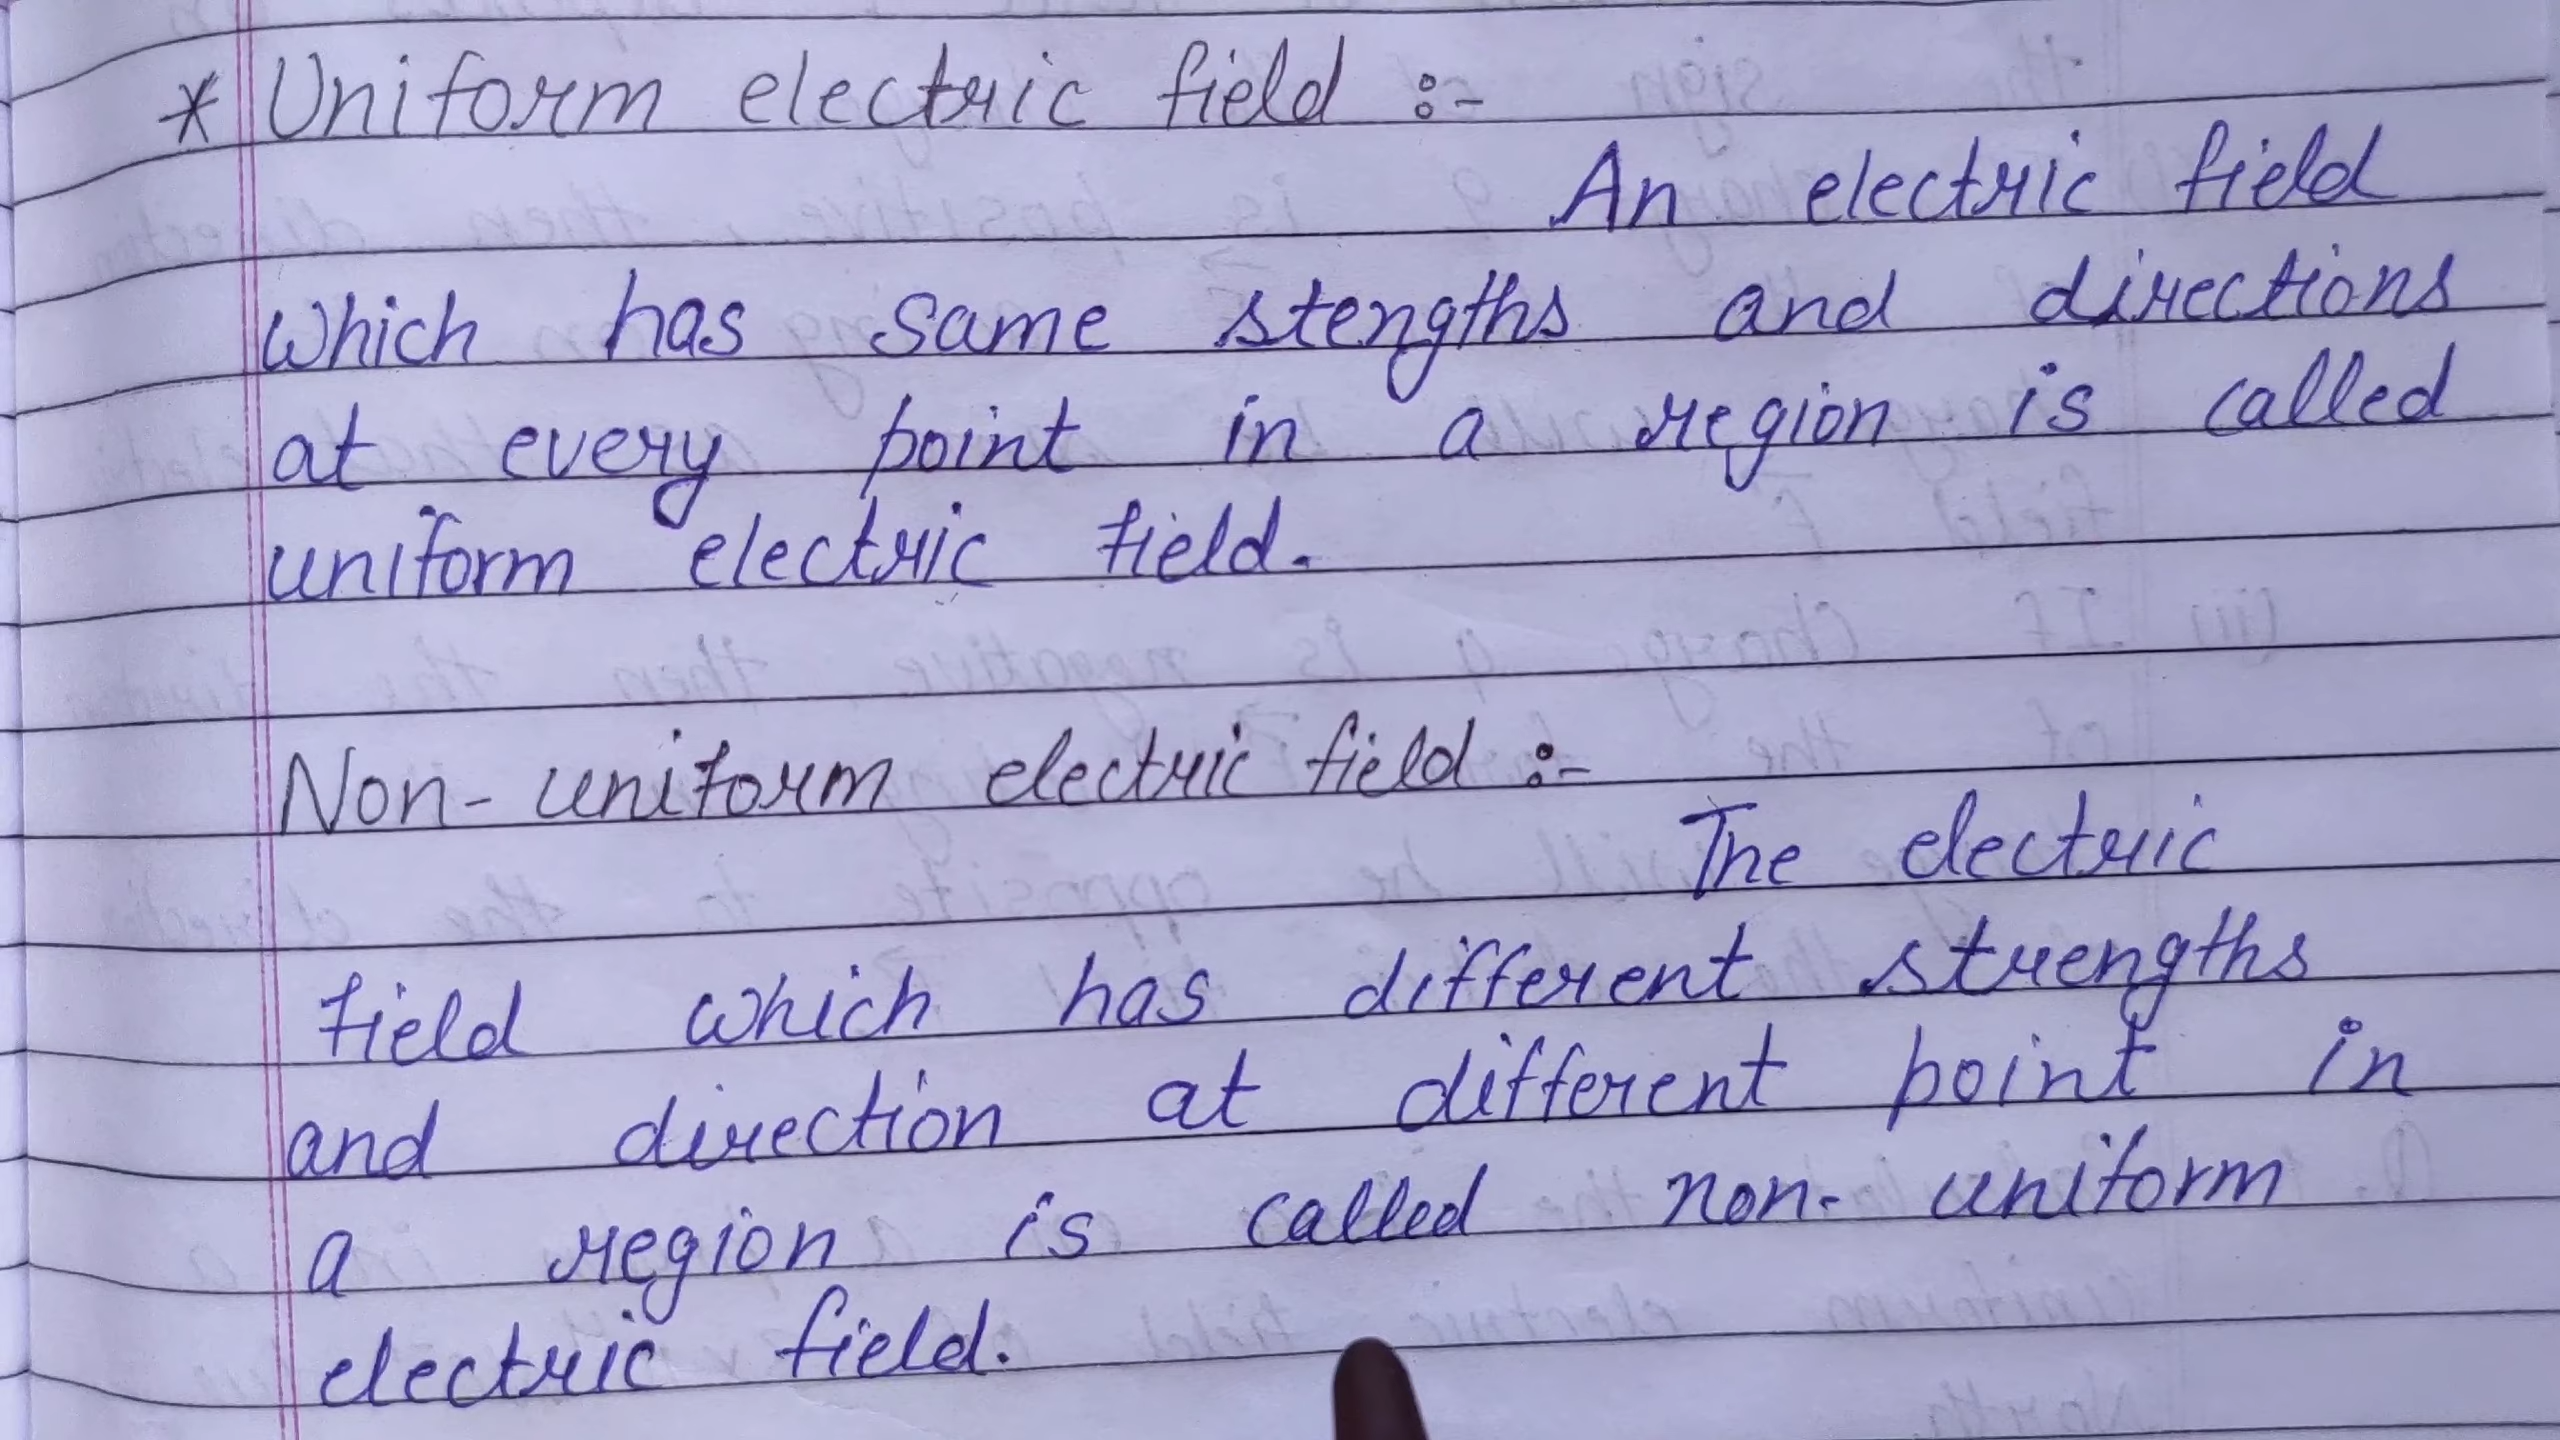 * Uniform electric field :-
An electric field
which has same stengths and directions
at every point in a region is called
uniform electric field.
Non-uniform electric field :-
The electric
field which has different strengths
and direction at different point in
a region is called non-uniform
electric field.